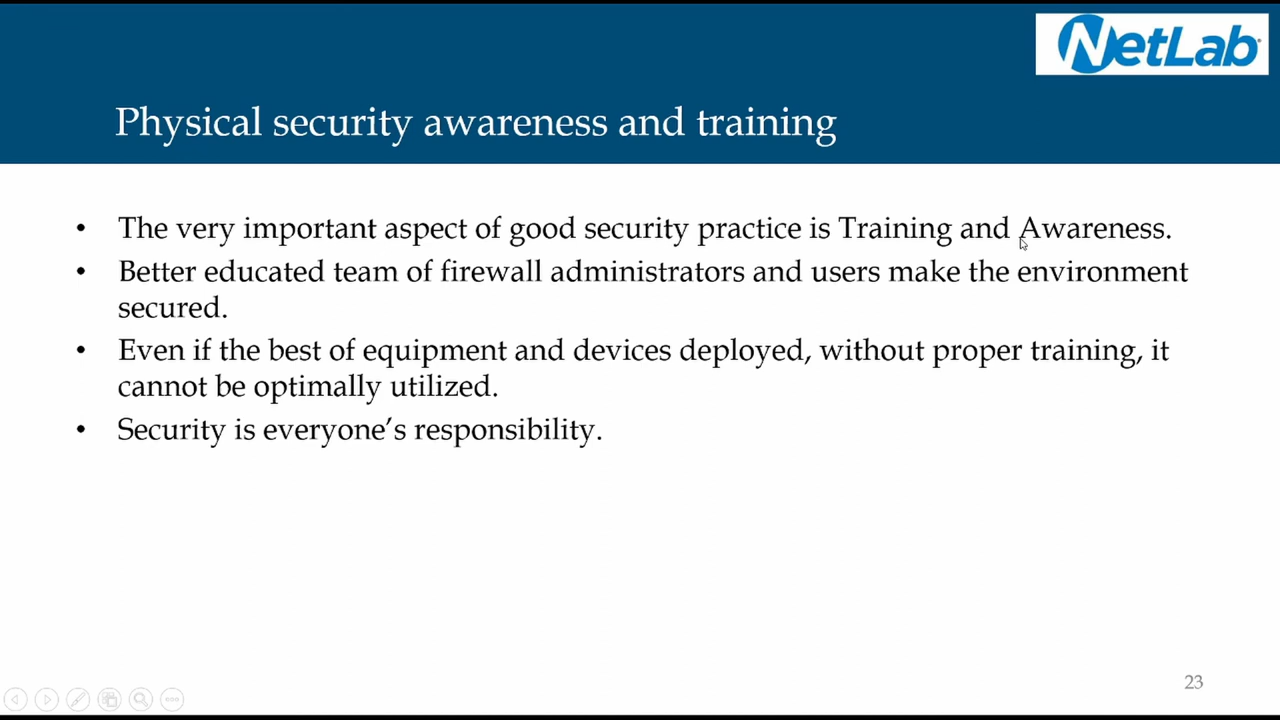 NetLab
Physical security awareness and training
• The very important aspect of good security practice is Training and Awareness.
• Better educated team of firewall administrators and users make the environment
secured.
• Even if the best of equipment and devices deployed, without proper training, it
cannot be optimally utilized.
• Security is everyone’s responsibility.
23